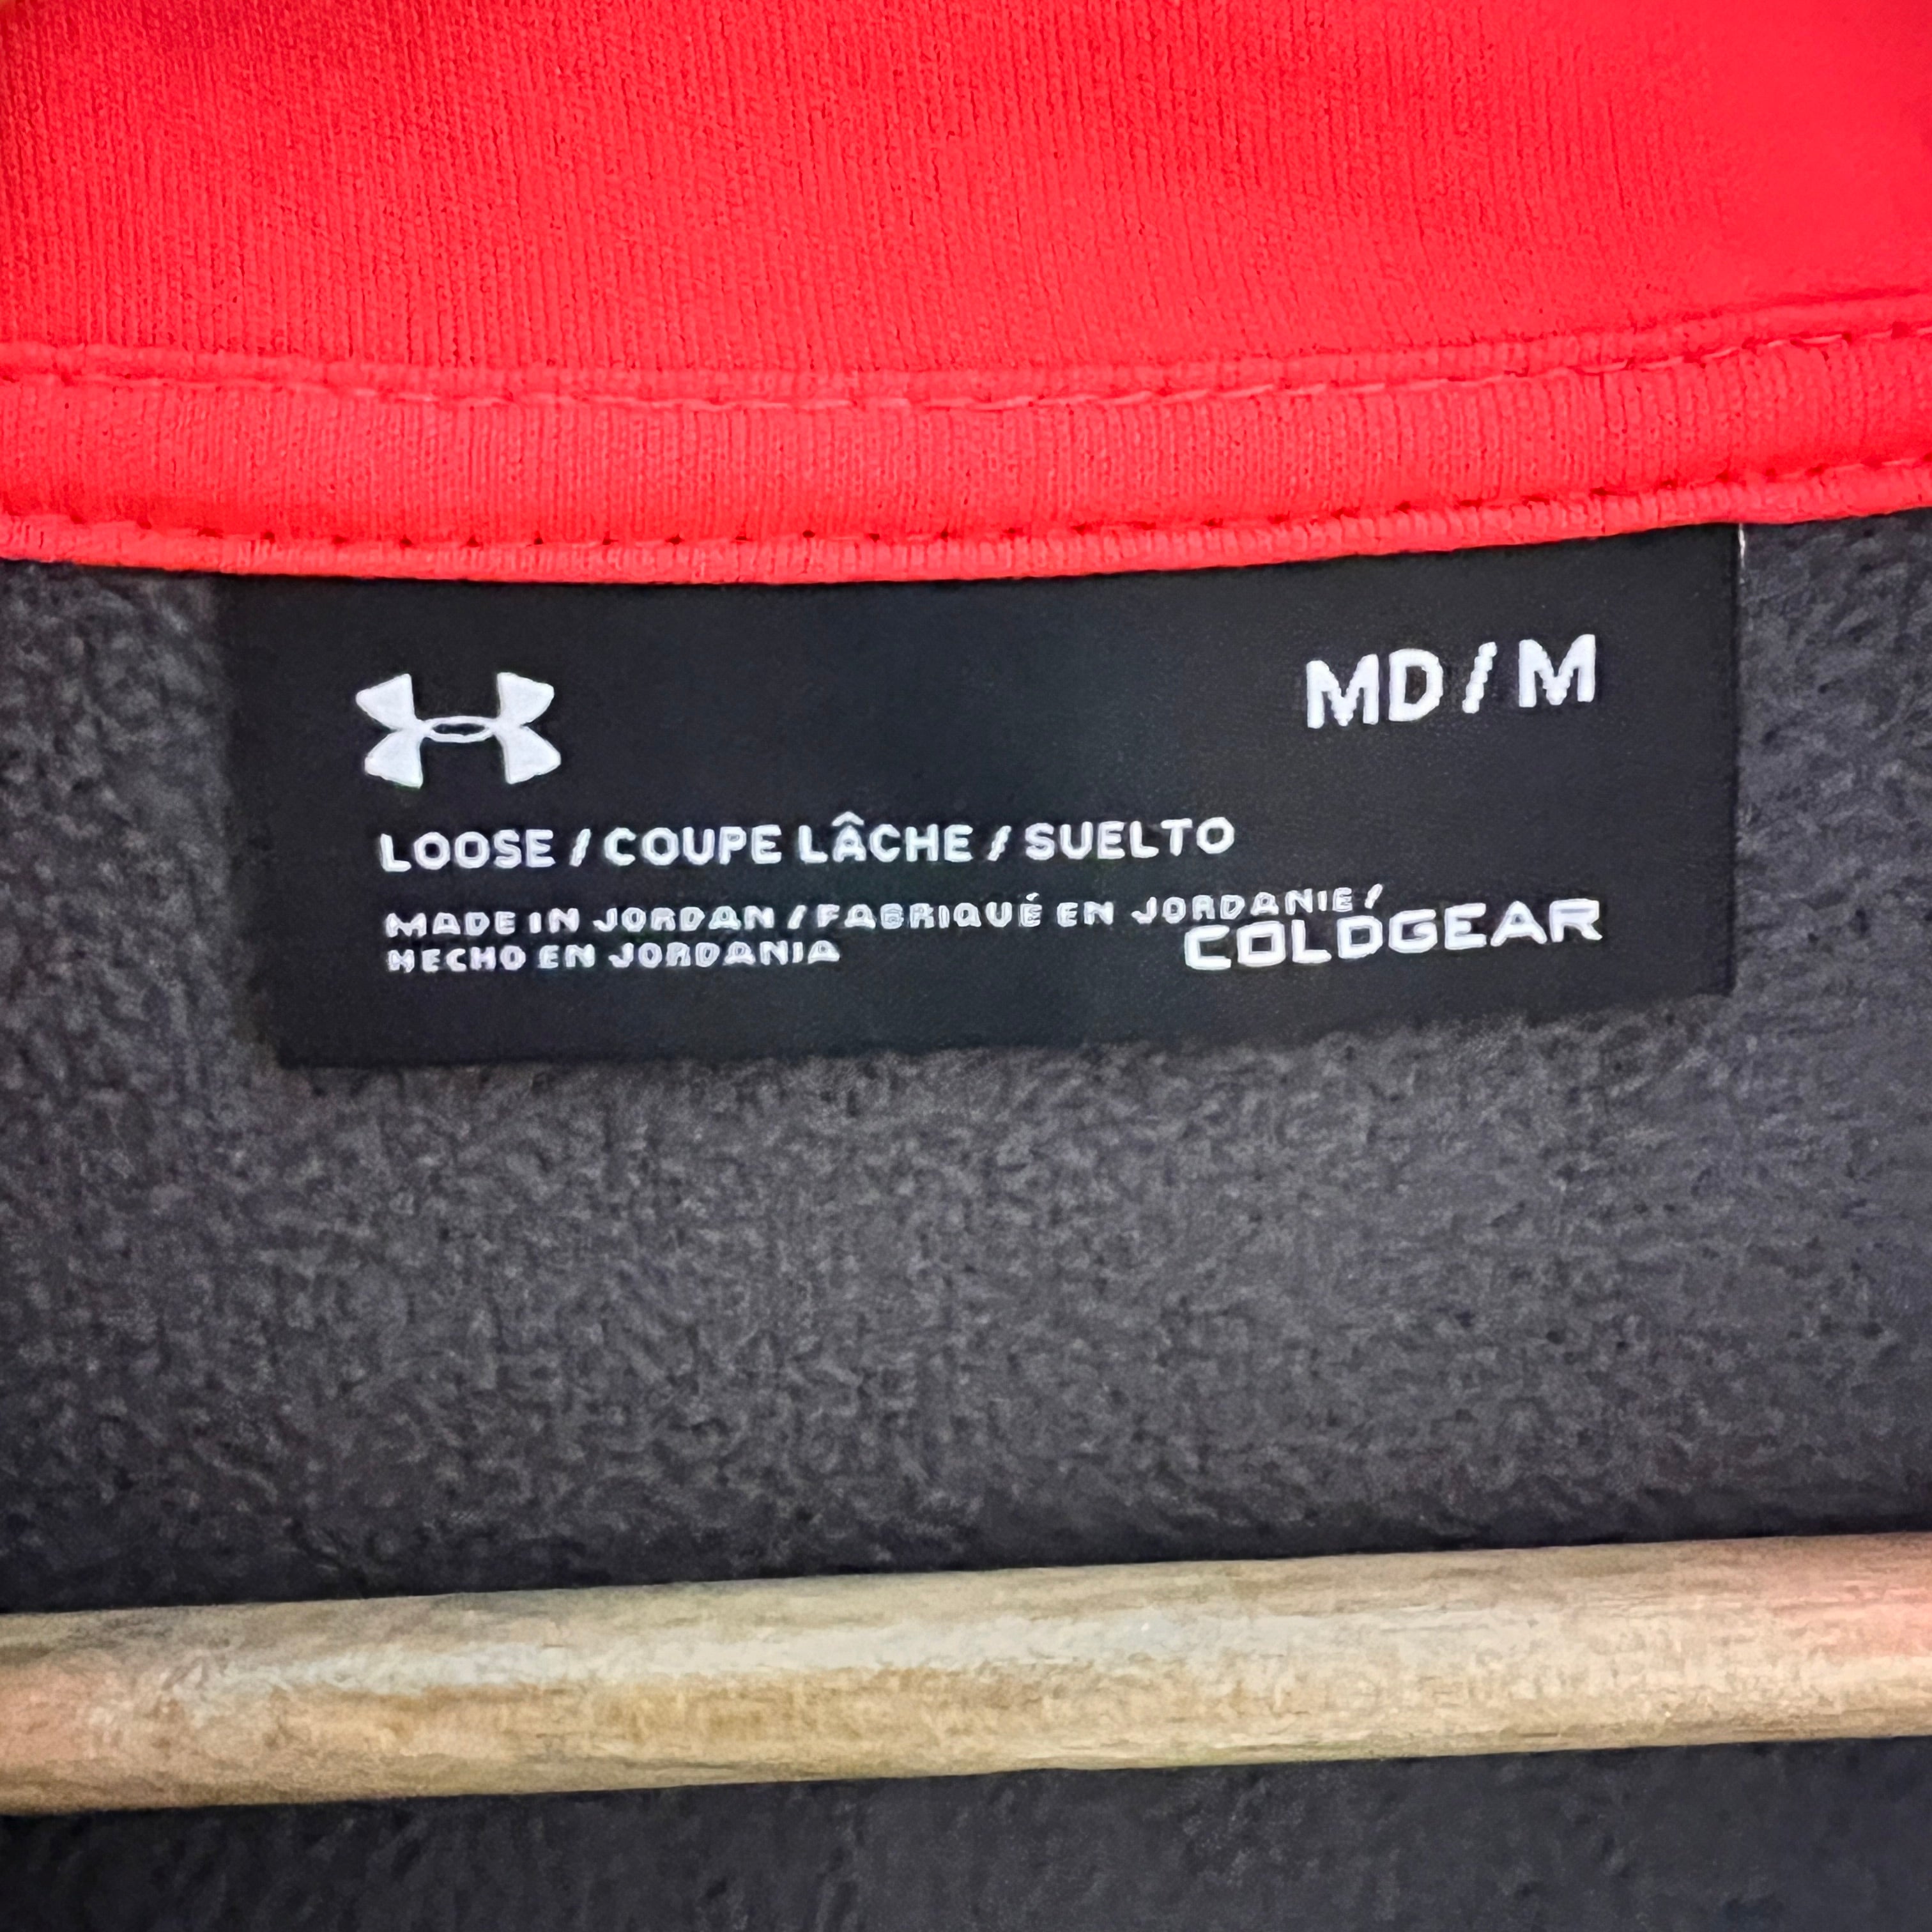 MD/M
LOOSE / COUPE LÂCHE / SUELTO
MADE IN JORDAN / FABRIQUÉ EN JORDANIE /
HECHO EN JORDANIA
COLDGEAR